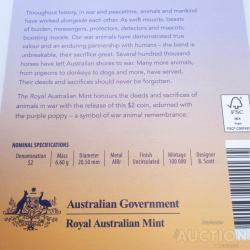 Throughout history, in war and peacetime, animals and mankind
have worked alongside each other. As swift mounts, beasts
of burden, messengers, protectors, detectors and mascots;
boosting morale. Our war animals have demonstrated true
valour and an enduring partnership with humans – the bond is
unbreakable, their sacrifice great. Several hundred thousand
horses have left Australian shores to war. Many more animals,
from pigeons to donkeys to dogs and more, have served.
Their deeds and sacrifices should never be forgotten.
The Royal Australian Mint honours the deeds and sacrifices of
animals in war with the release of this $2 coin, adorned
with the purple poppy – a symbol of war animal remembrance.
FSC
MIX
NOMINAL SPECIFICATIONS
Denomination Mass Diameter Metal Finish Mintage Designer
$2 6.60 g 20.50 mm AlBr Uncirculated 100 000 B. Scott
Australian Government
Royal Australian Mint
AUCTION